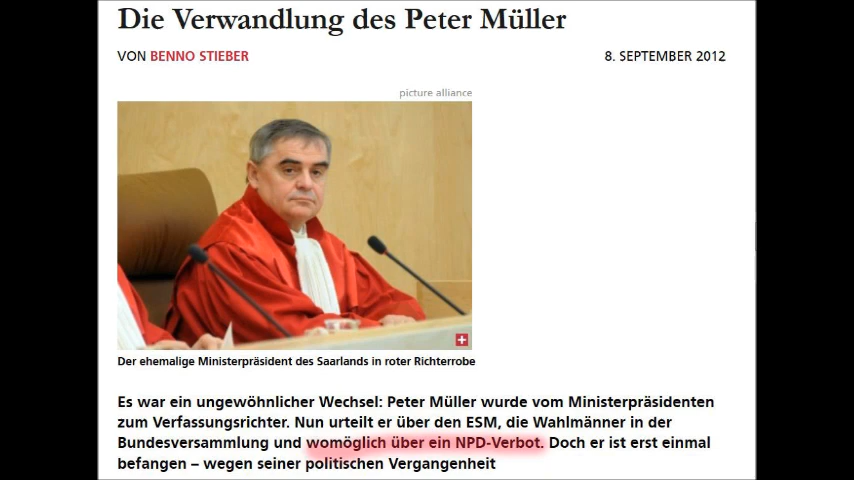 Die Verwandlung des Peter Müller
VON BENNO STIEBER
8. SEPTEMBER 2012
picture alliance
Der ehemalige Ministerpräsident des Saarlands in roter Richterrobe
Es war ein ungewöhnlicher Wechsel: Peter Müller wurde vom Ministerpräsidenten
zum Verfassungsrichter. Nun urteilt er über den ESM, die Wahlmänner in der
Bundesversammlung und womöglich über ein NPD-Verbot. Doch er ist erst einmal
befangen – wegen seiner politischen Vergangenheit